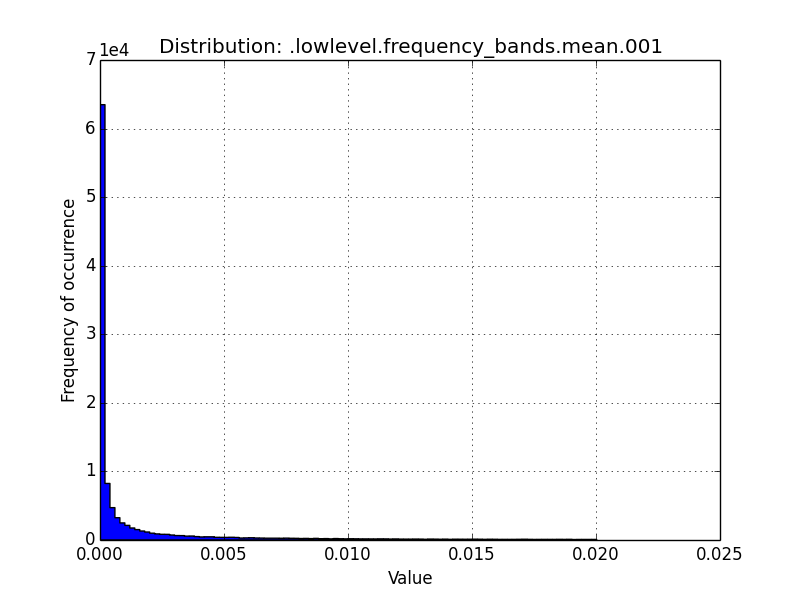 Distribution: .lowlevel.frequency_bands.mean.001
1e4
7
6
5
4
3
2
1
0
Frequency of occurrence
0.000 0.005 0.010 0.015 0.020 0.025
Value